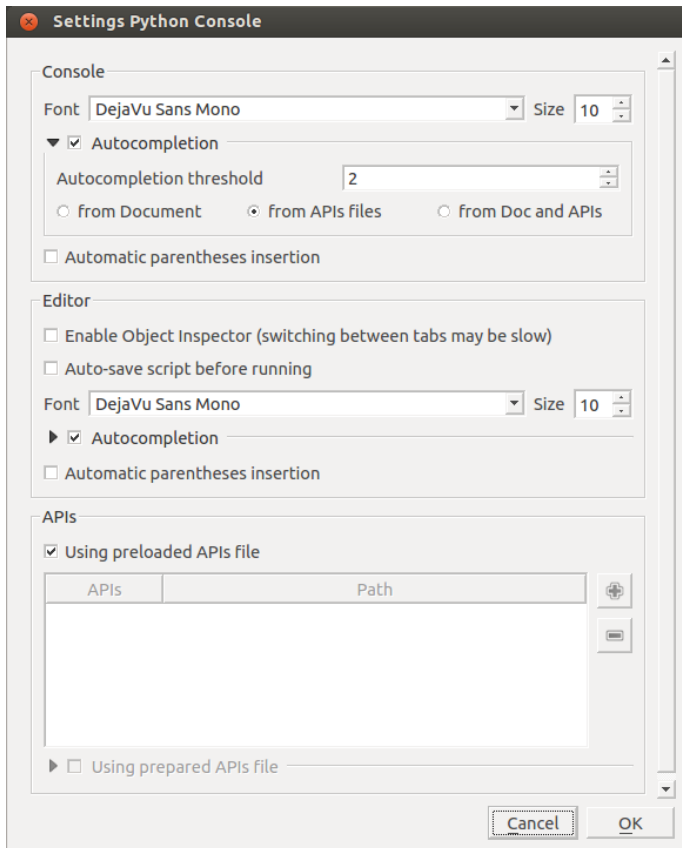 Settings Python Console
Console
Font DejaVu Sans Mono Size 10
Autocompletion
Autocompletion threshold 2
from Document from APIs files from Doc and APIs
Automatic parentheses insertion
Editor
Enable Object Inspector (switching between tabs may be slow)
Auto-save script before running
Font DejaVu Sans Mono Size 10
Autocompletion
Automatic parentheses insertion
APIs
Using preloaded APIs file
APIs Path
Using prepared APIs file
Cancel OK